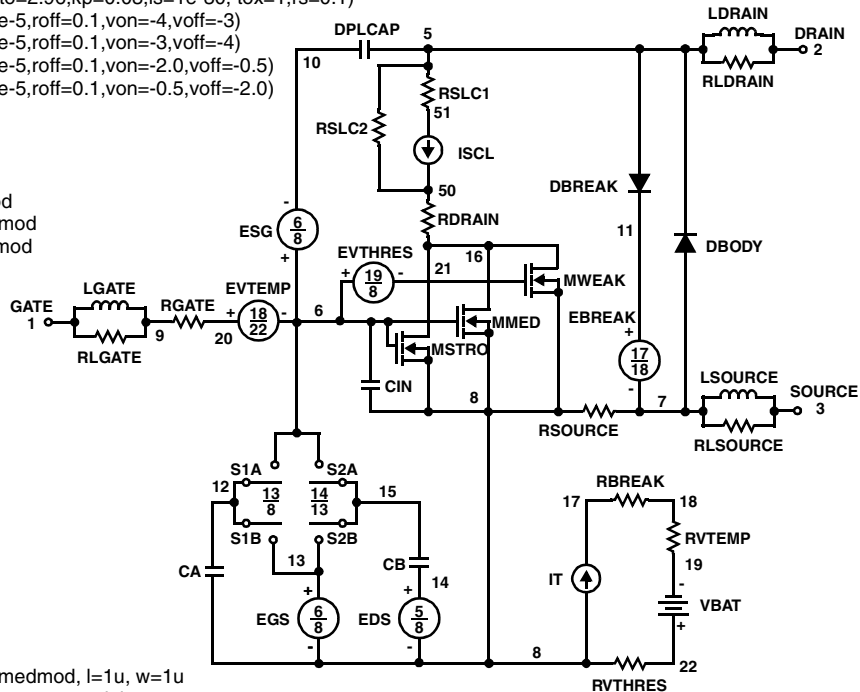 e-5,roff=0.1,von=-4,voff=-3)
e-5,roff=0.1,von=-3,voff=-4)
e-5,roff=0.1,von=-2.0,voff=-0.5)
e-5,roff=0.1,von=-0.5,voff=-2.0)
LDRAIN
DPLCAP
5
DRAIN
2
10
RLDRAIN
RSLC1
51
RSLC2
ISCL
50
DBREAK
RDRAIN
ESG
6
8
-
+
11
DBODY
EVTHRES
+
19
8
-
21
16
MWEAK
LGATE
GATE
1
RLGATE
9
RGATE
20
EVTEMP
+
18
22
-
6
MMED
MSTRO
EBREAK
+
17
18
-
CIN
8
RSOURCE
7
LSOURCE
SOURCE
3
RLSOURCE
S1A
S2A
12
13
8
14
13
15
S1B
S2B
13
CA
CB
14
+
EGS
6
8
-
+
EDS
5
8
-
RBREAK
17
18
RVTEMP
19
IT
-
VBAT
+
8
22
RVTHRES
medmod, l=1u, w=1u